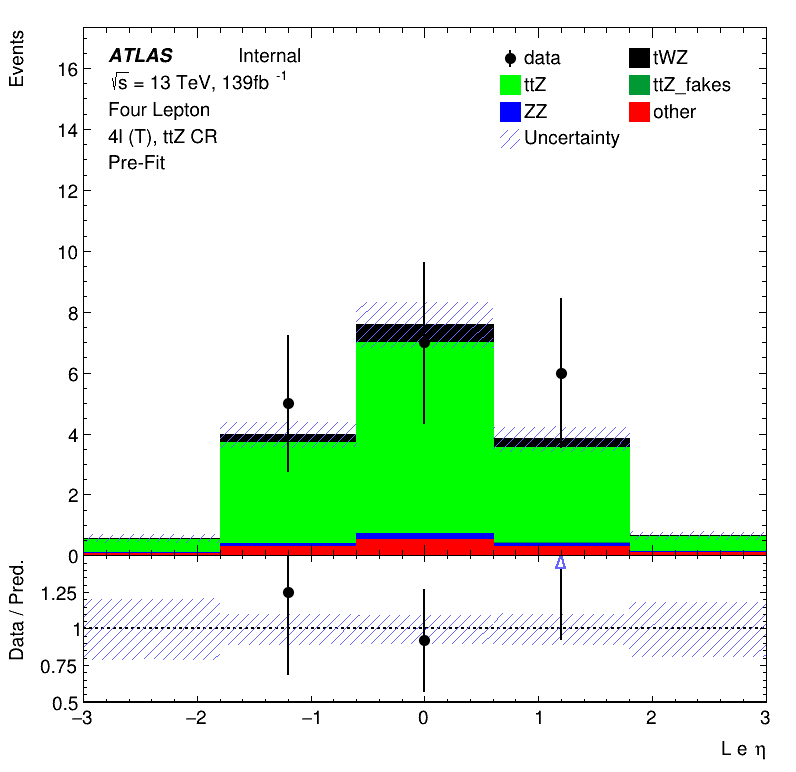 Events
ATLAS Internal
√s = 13 TeV, 139fb -1
Four Lepton
4l (T), ttZ CR
Pre-Fit
data
tWZ
ttZ
ttZ_fakes
ZZ
other
Uncertainty
16
14
12
10
8
6
4
2
0
Data / Pred.
1.25
1
0.75
0.5
−3 −2 −1 0 1 2 3
L e η